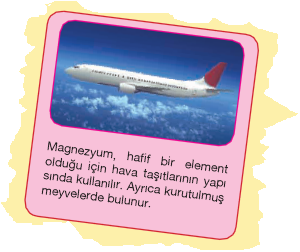 Magnezyum, hafif bir element
olduğu için hava taşıtlarının yapı
sında kullanılır. Ayrıca kurutulmuş
meyvelerde bulunur.